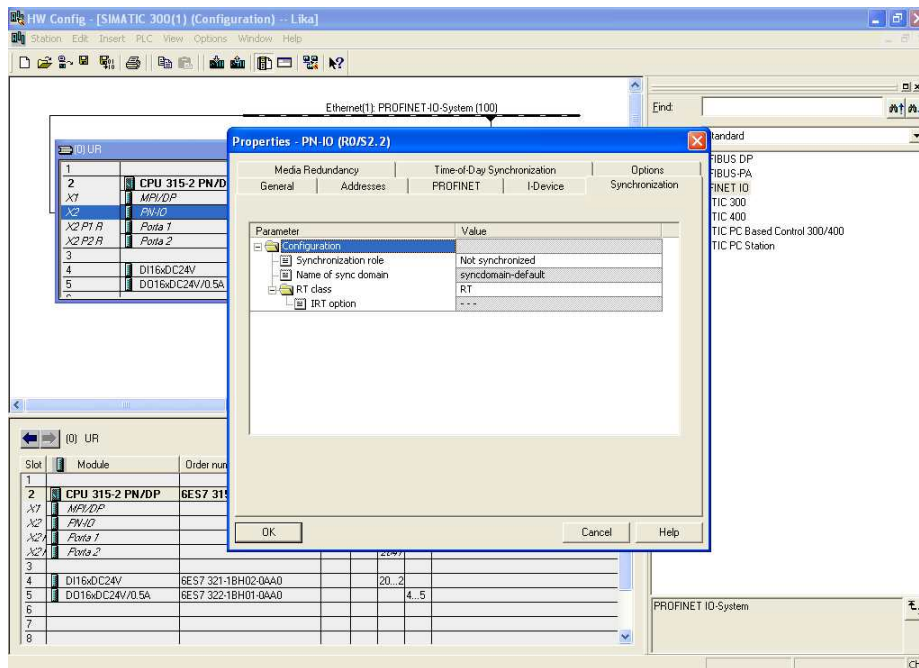 HW Config - [SIMATIC 300(1) (Configuration) -- Lika]
Station Edit Insert PLC View Options Window Help
Ethernet(1): PROFINET-IO-System (100)
Find:
(0) UR
1
2 CPU 315-2 PN/D
X1 MPI/DP
X2 PN-IO
X2 P1 R Porta 1
X2 P2 R Porta 2
3
4 DI16xDC24V
5 DO16xDC24V/0.5A
Properties - PN-IO (R0/S2.2)
Media Redundancy Time-of-Day Synchronization Options
General Addresses PROFINET I-Device Synchronization
Parameter Value
Configuration
Synchronization role Not synchronized
Name of sync domain syncdomain-default
RT class RT
IRT option - - -
OK Cancel Help
tandard
FIBUS DP
FIBUS-PA
FINET IO
TIC 300
TIC 400
TIC PC Based Control 300/400
TIC PC Station
(0) UR
Slot Module Order num
1
2 CPU 315-2 PN/DP 6ES7 315
X1 MPI/DP
X2 PN-IO
X2 Porta 1
X2 Porta 2 2047
3
4 DI16xDC24V 6ES7 321-1BH02-0AA0 20...2
5 DO16xDC24V/0.5A 6ES7 322-1BH01-0AA0 4...5
6
7
8
PROFINET IO-System
Ch